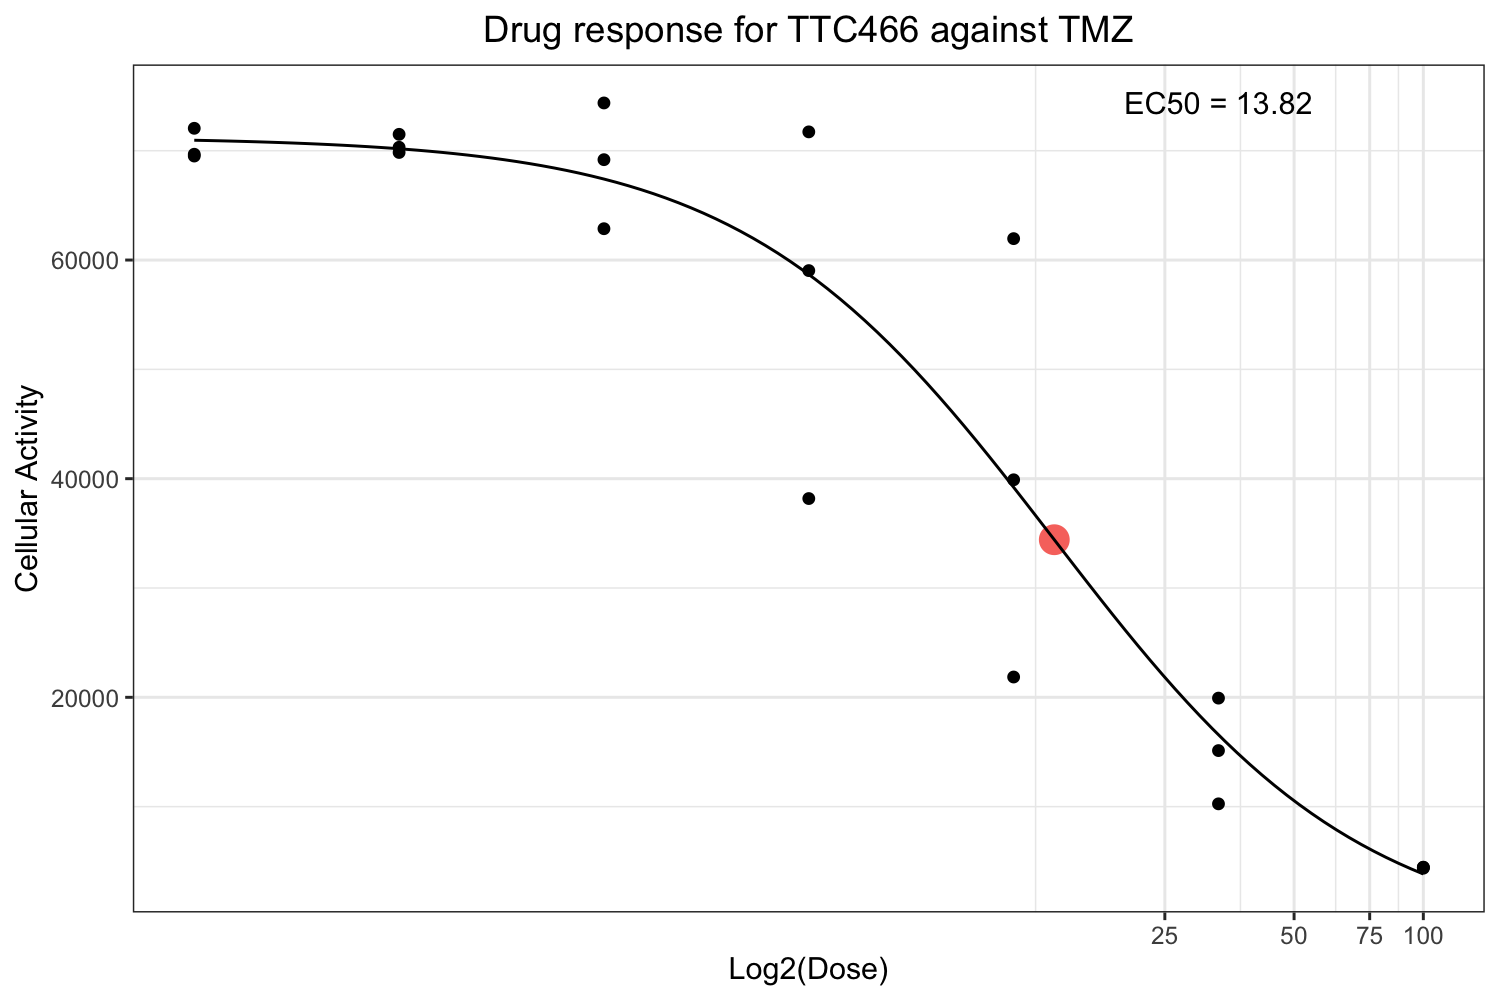 Drug response for TTC466 against TMZ
EC50 = 13.82
60000
40000
20000
Cellular Activity
25 50 75 100
Log2(Dose)